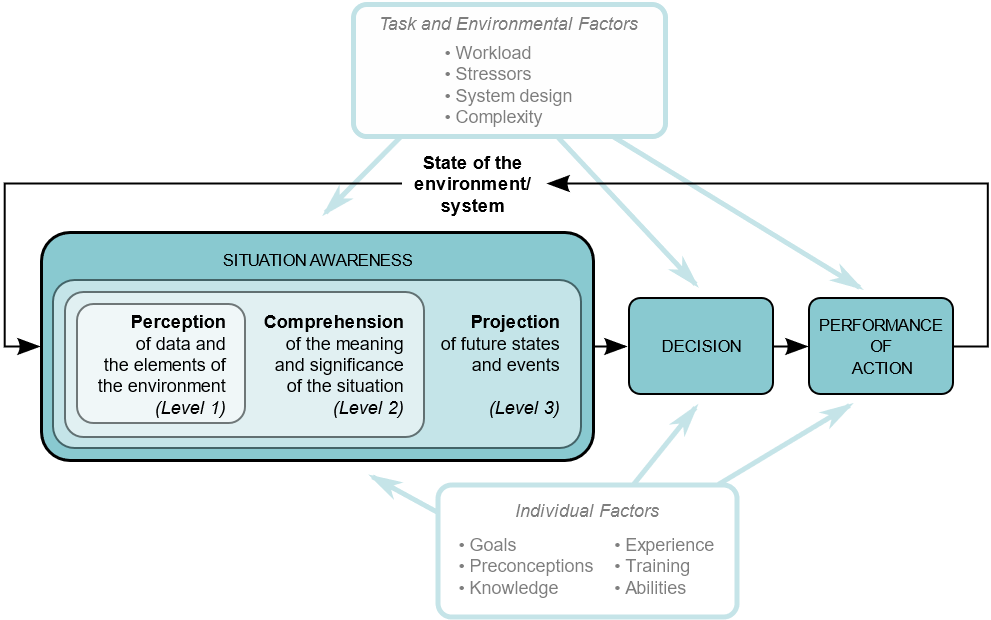 Task and Environmental Factors
• Workload
• Stressors
• System design
• Complexity
State of the
environment/
system
SITUATION AWARENESS
Perception
of data and
the elements of
the environment
(Level 1)
Comprehension
of the meaning
and significance
of the situation
(Level 2)
Projection
of future states
and events
(Level 3)
DECISION
PERFORMANCE
OF
ACTION
Individual Factors
• Goals
• Preconceptions
• Knowledge
• Experience
• Training
• Abilities